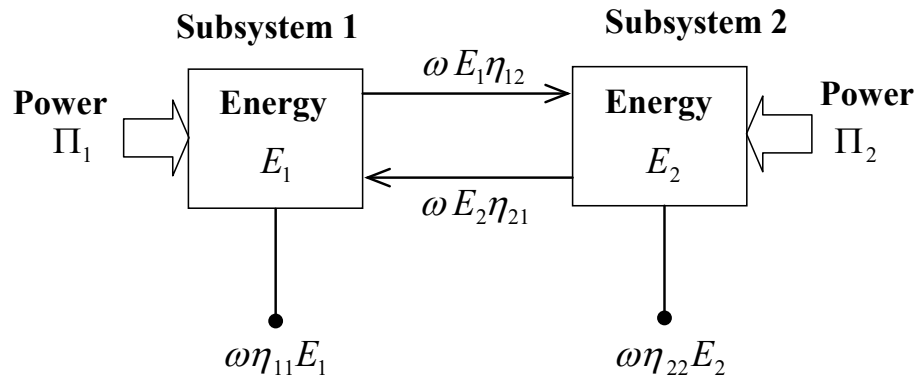 Subsystem 1
Subsystem 2
ωE₁η₁₂
Power
Π₁
Energy
E₁
Energy
E₂
Power
Π₂
ωE₂η₂₁
ωη₁₁E₁
ωη₂₂E₂